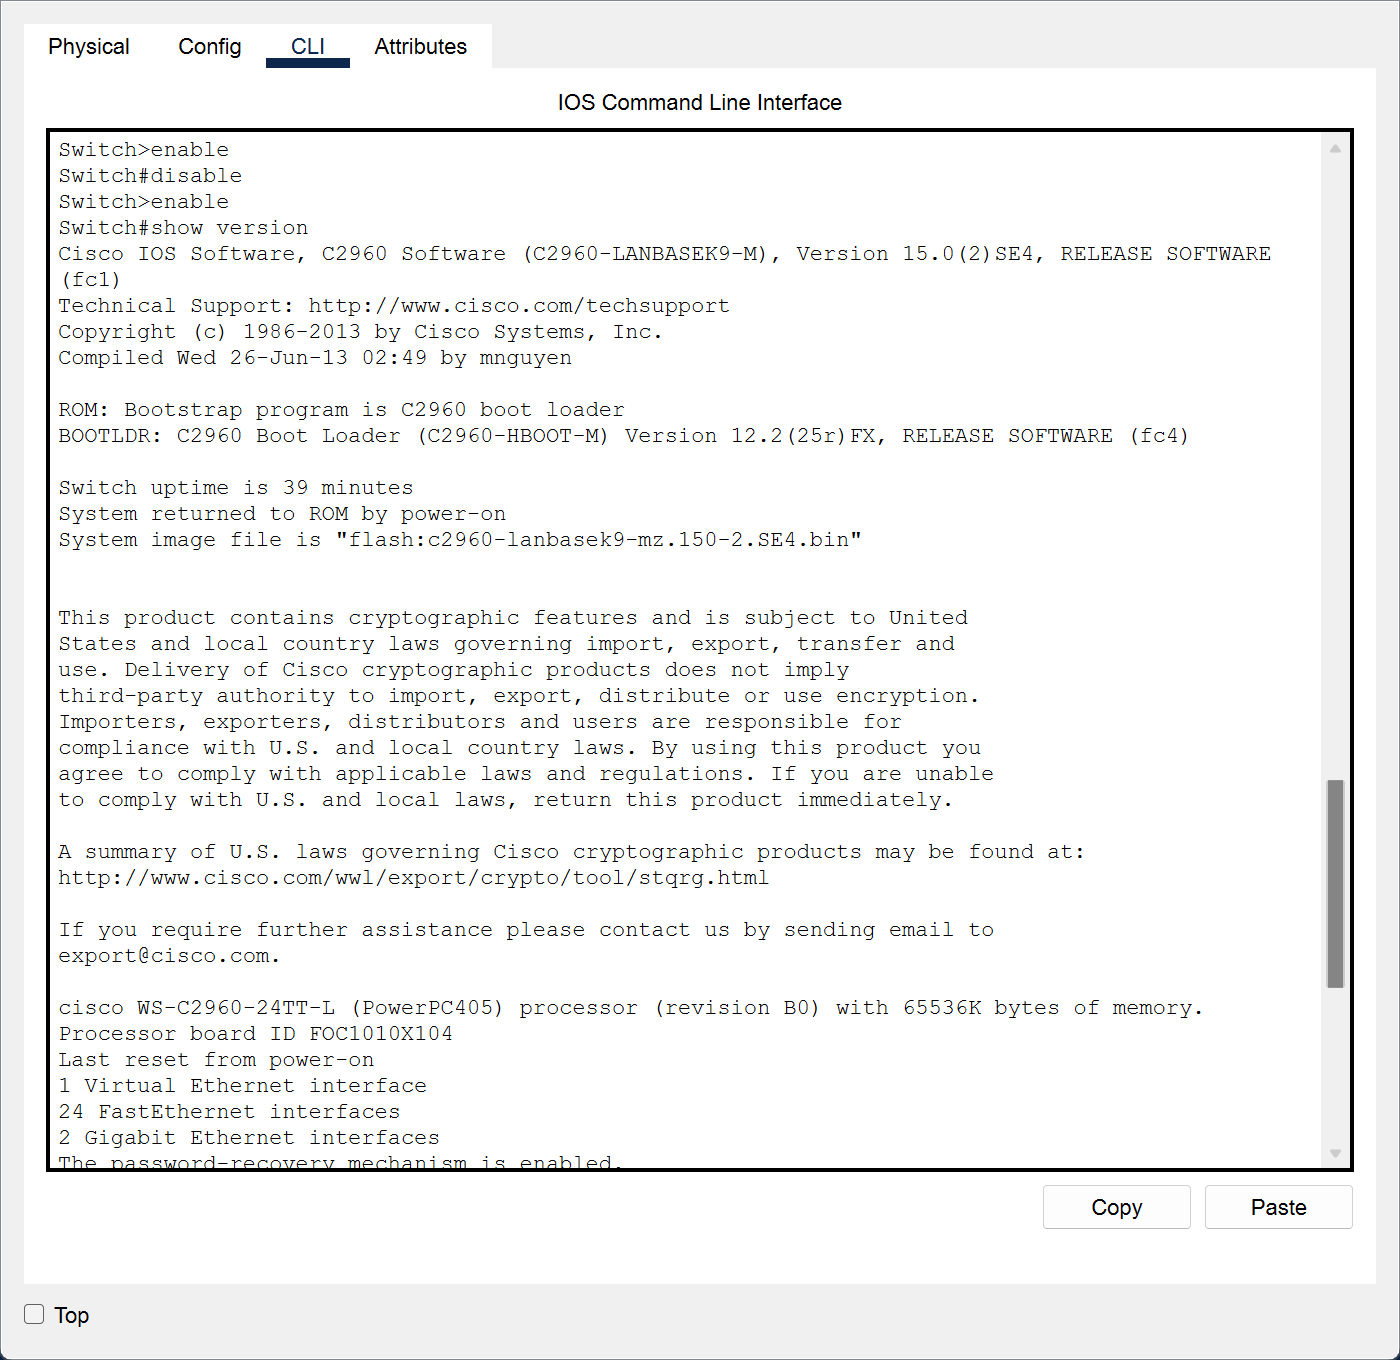 Physical Config CLI Attributes
IOS Command Line Interface
Switch>enable
Switch#disable
Switch>enable
Switch#show version
Cisco IOS Software, C2960 Software (C2960-LANBASEK9-M), Version 15.0(2)SE4, RELEASE SOFTWARE
(fc1)
Technical Support: http://www.cisco.com/techsupport
Copyright (c) 1986-2013 by Cisco Systems, Inc.
Compiled Wed 26-Jun-13 02:49 by mnguyen
ROM: Bootstrap program is C2960 boot loader
BOOTLDR: C2960 Boot Loader (C2960-HBOOT-M) Version 12.2(25r)FX, RELEASE SOFTWARE (fc4)
Switch uptime is 39 minutes
System returned to ROM by power-on
System image file is "flash:c2960-lanbasek9-mz.150-2.SE4.bin"
This product contains cryptographic features and is subject to United
States and local country laws governing import, export, transfer and
use. Delivery of Cisco cryptographic products does not imply
third-party authority to import, export, distribute or use encryption.
Importers, exporters, distributors and users are responsible for
compliance with U.S. and local country laws. By using this product you
agree to comply with applicable laws and regulations. If you are unable
to comply with U.S. and local laws, return this product immediately.
A summary of U.S. laws governing Cisco cryptographic products may be found at:
http://www.cisco.com/wwl/export/crypto/tool/stqrg.html
If you require further assistance please contact us by sending email to
export@cisco.com.
cisco WS-C2960-24TT-L (PowerPC405) processor (revision B0) with 65536K bytes of memory.
Processor board ID FOC1010X104
Last reset from power-on
1 Virtual Ethernet interface
24 FastEthernet interfaces
2 Gigabit Ethernet interfaces
The password-recovery mechanism is enabled.
Copy Paste
Top